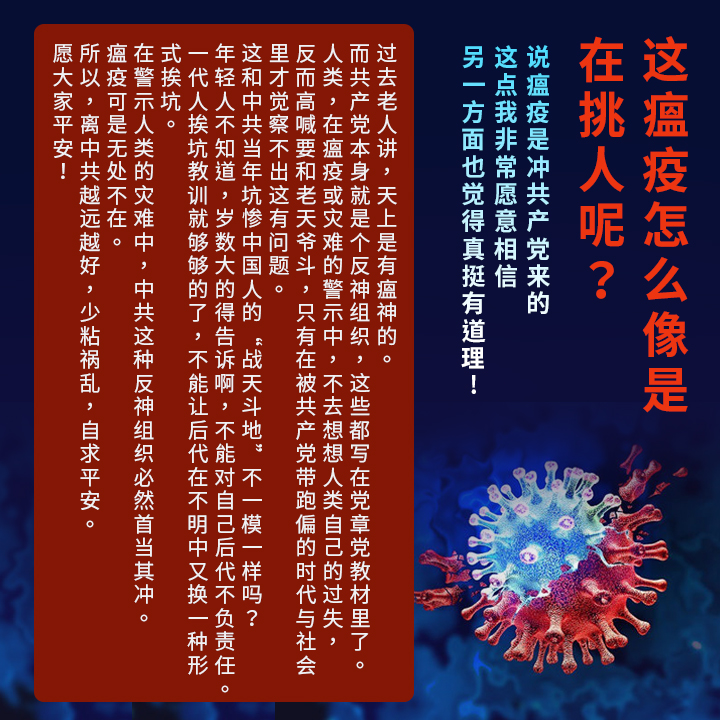 这瘟疫怎么像是
在挑人呢？
说瘟疫是冲共产党来的
这点我非常愿意相信
另一方面也觉得真挺有道理！
过去老人讲，天上是有瘟神的。
而共产党本身就是个反神组织，这些都写在党章党教材里了。
人类，在瘟疫或灾难的警示中，不去想想人类自己的过失，
反而高喊要和老天爷斗，只有在被共产党带跑偏的时代与社会
里才觉察不出这有问题。
这和中共当年坑惨中国人的“战天斗地”不一模一样吗？
年轻人不知道，岁数大的得告诉啊，不能对自己后代不负责任。
一代人挨坑教训就够够的了，不能让后代在不明中又换一种形
式挨坑。
在警示人类的灾难中，中共这种反神组织必然首当其冲。
瘟疫可是无处不在。
所以，离中共越远越好，少粘祸乱，自求平安。
愿大家平安！